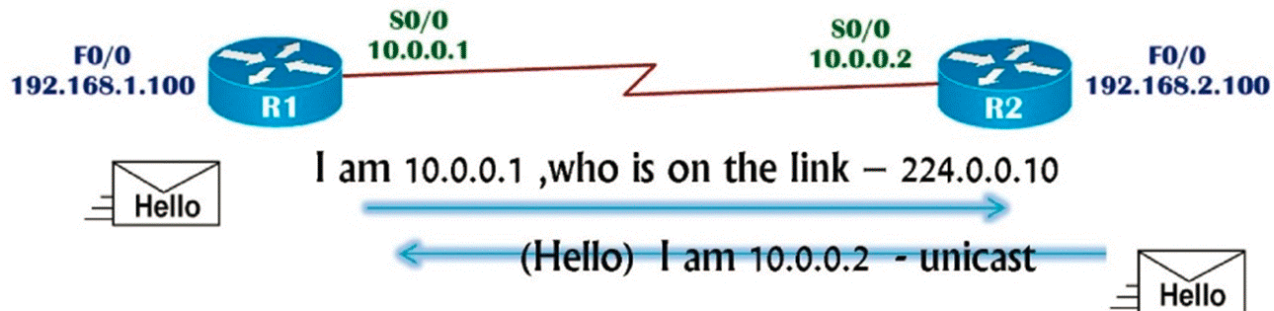 F0/0
192.168.1.100
S0/0
10.0.0.1
R1
S0/0
10.0.0.2
R2
F0/0
192.168.2.100
I am 10.0.0.1 ,who is on the link – 224.0.0.10
Hello
(Hello) I am 10.0.0.2 - unicast
Hello